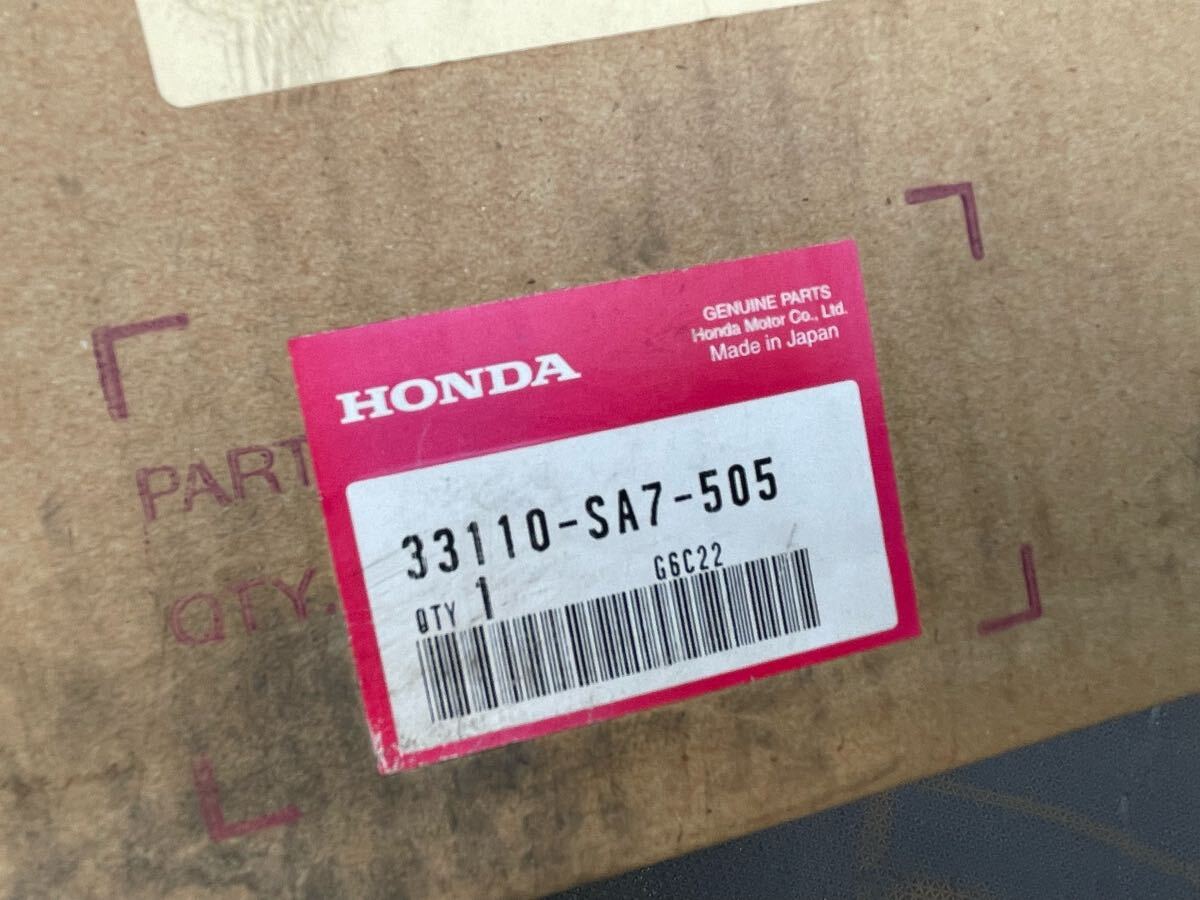 GENUINE PARTS
Honda Motor Co., Ltd.
Made in Japan
HONDA
PART
33110-SA7-505
QTY.
QTY 1
G6C22